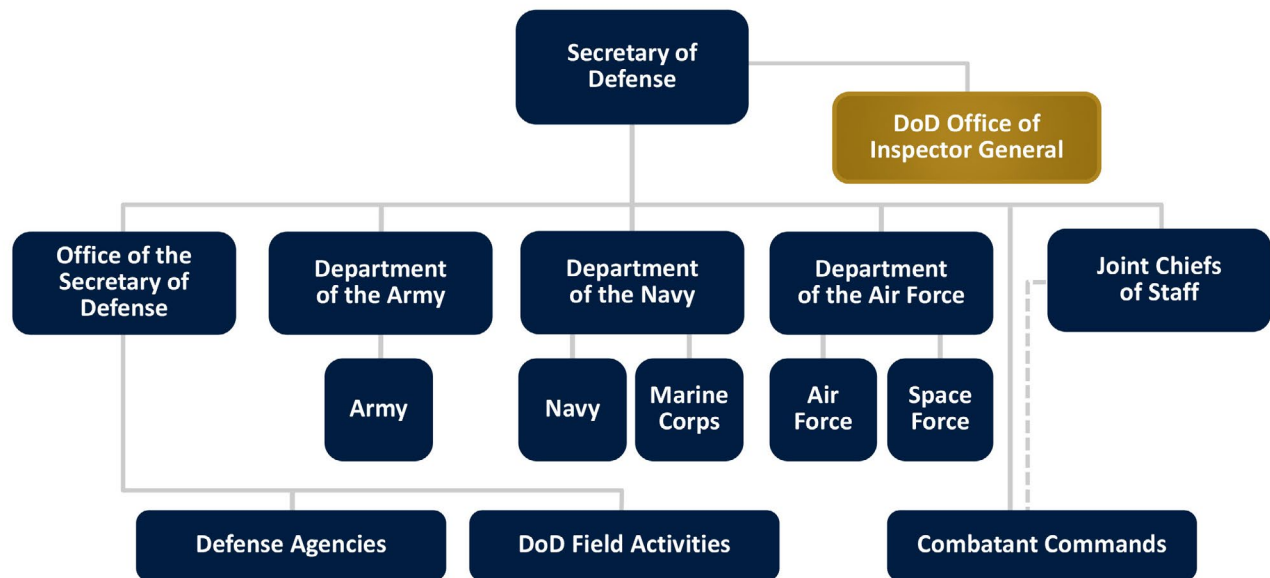 Secretary of
Defense
DoD Office of
Inspector General
Office of the
Secretary of
Defense
Department
of the Army
Department
of the Navy
Department
of the Air Force
Joint Chiefs
of Staff
Army
Navy
Marine
Corps
Air
Force
Space
Force
Defense Agencies
DoD Field Activities
Combatant Commands